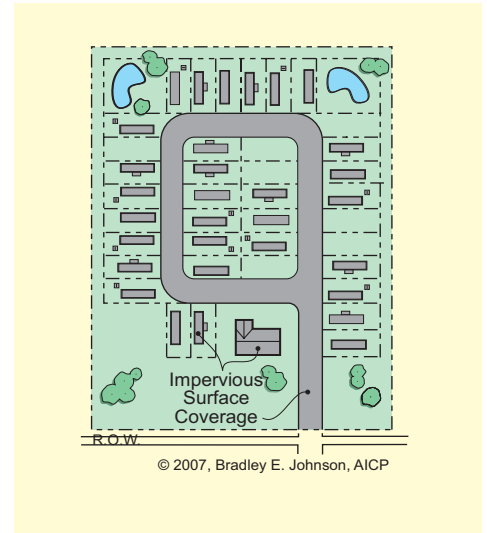 Impervious
Surface
Coverage
R.O.W.
© 2007, Bradley E. Johnson, AICP